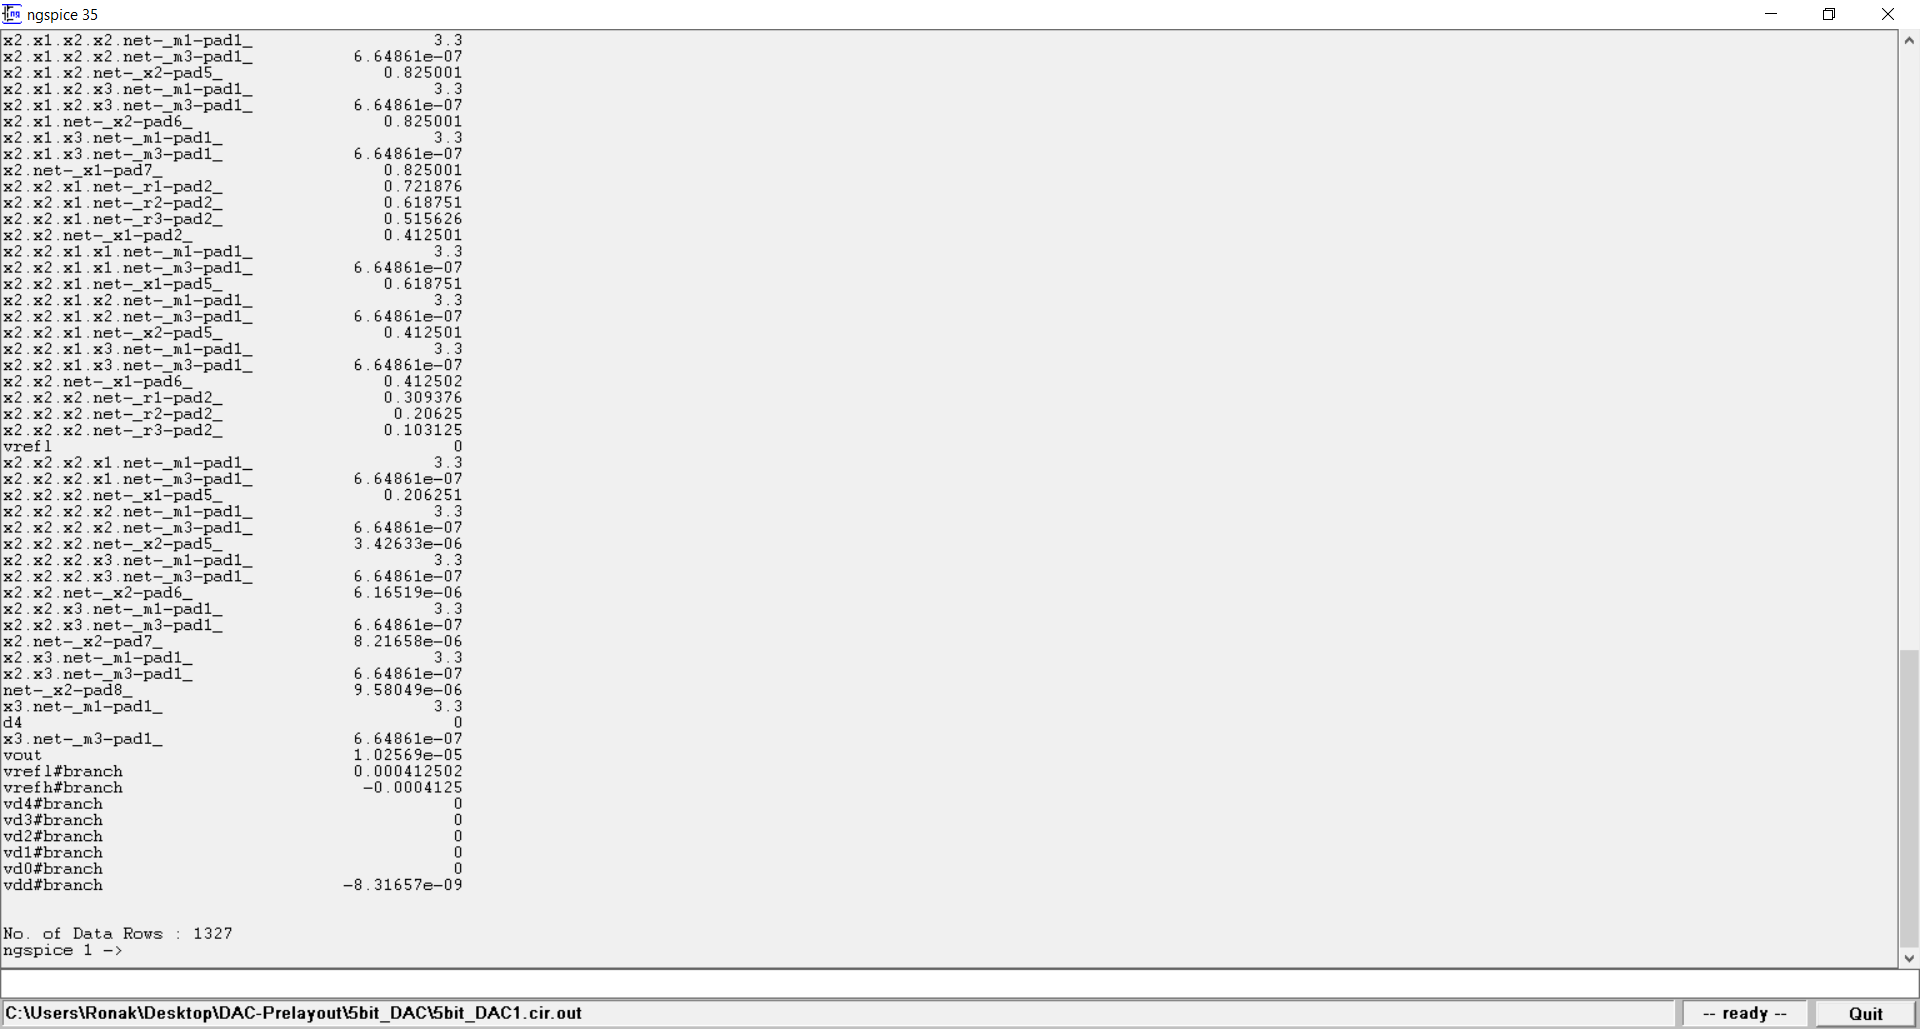 ngspice 35
x2.x1.x2.x2.net-_m1-pad1_ 3.3
x2.x1.x2.x2.net-_m3-pad1_ 6.64861e-07
x2.x1.x2.net-_x2-pad5_ 0.825001
x2.x1.x2.x3.net-_m1-pad1_ 3.3
x2.x1.x2.x3.net-_m3-pad1_ 6.64861e-07
x2.x1.net-_x2-pad6_ 0.825001
x2.x1.x3.net-_m1-pad1_ 3.3
x2.x1.x3.net-_m3-pad1_ 6.64861e-07
x2.net-_x1-pad7_ 0.825001
x2.x2.x1.net-_r1-pad2_ 0.721876
x2.x2.x1.net-_r2-pad2_ 0.618751
x2.x2.x1.net-_r3-pad2_ 0.515626
x2.x2.net-_x1-pad2_ 0.412501
x2.x2.x1.x1.net-_m1-pad1_ 3.3
x2.x2.x1.x1.net-_m3-pad1_ 6.64861e-07
x2.x2.x1.net-_x1-pad5_ 0.618751
x2.x2.x1.x2.net-_m1-pad1_ 3.3
x2.x2.x1.x2.net-_m3-pad1_ 6.64861e-07
x2.x2.x1.net-_x2-pad5_ 0.412501
x2.x2.x1.x3.net-_m1-pad1_ 3.3
x2.x2.x1.x3.net-_m3-pad1_ 6.64861e-07
x2.x2.net-_x1-pad6_ 0.412502
x2.x2.x2.net-_r1-pad2_ 0.309376
x2.x2.x2.net-_r2-pad2_ 0.20625
x2.x2.x2.net-_r3-pad2_ 0.103125
vrefl 0
x2.x2.x2.x1.net-_m1-pad1_ 3.3
x2.x2.x2.x1.net-_m3-pad1_ 6.64861e-07
x2.x2.x2.net-_x1-pad5_ 0.206251
x2.x2.x2.x2.net-_m1-pad1_ 3.3
x2.x2.x2.x2.net-_m3-pad1_ 6.64861e-07
x2.x2.x2.net-_x2-pad5_ 3.42633e-06
x2.x2.x2.x3.net-_m1-pad1_ 3.3
x2.x2.x2.x3.net-_m3-pad1_ 6.64861e-07
x2.x2.net-_x2-pad6_ 6.16519e-06
x2.x2.x3.net-_m1-pad1_ 3.3
x2.x2.x3.net-_m3-pad1_ 6.64861e-07
x2.net-_x2-pad7_ 8.21658e-06
x2.x3.net-_m1-pad1_ 3.3
x2.x3.net-_m3-pad1_ 6.64861e-07
net-_x2-pad8_ 9.58049e-06
x3.net-_m1-pad1_ 3.3
d4 0
x3.net-_m3-pad1_ 6.64861e-07
vout 1.02569e-05
vrefl#branch 0.000412502
vrefh#branch -0.0004125
vd4#branch 0
vd3#branch 0
vd2#branch 0
vd1#branch 0
vd0#branch 0
vdd#branch -8.31657e-09
No. of Data Rows : 1327
ngspice 1 ->
C:\Users\Ronak\Desktop\DAC-Prelayout\5bit_DAC\5bit_DAC1.cir.out -- ready -- Quit